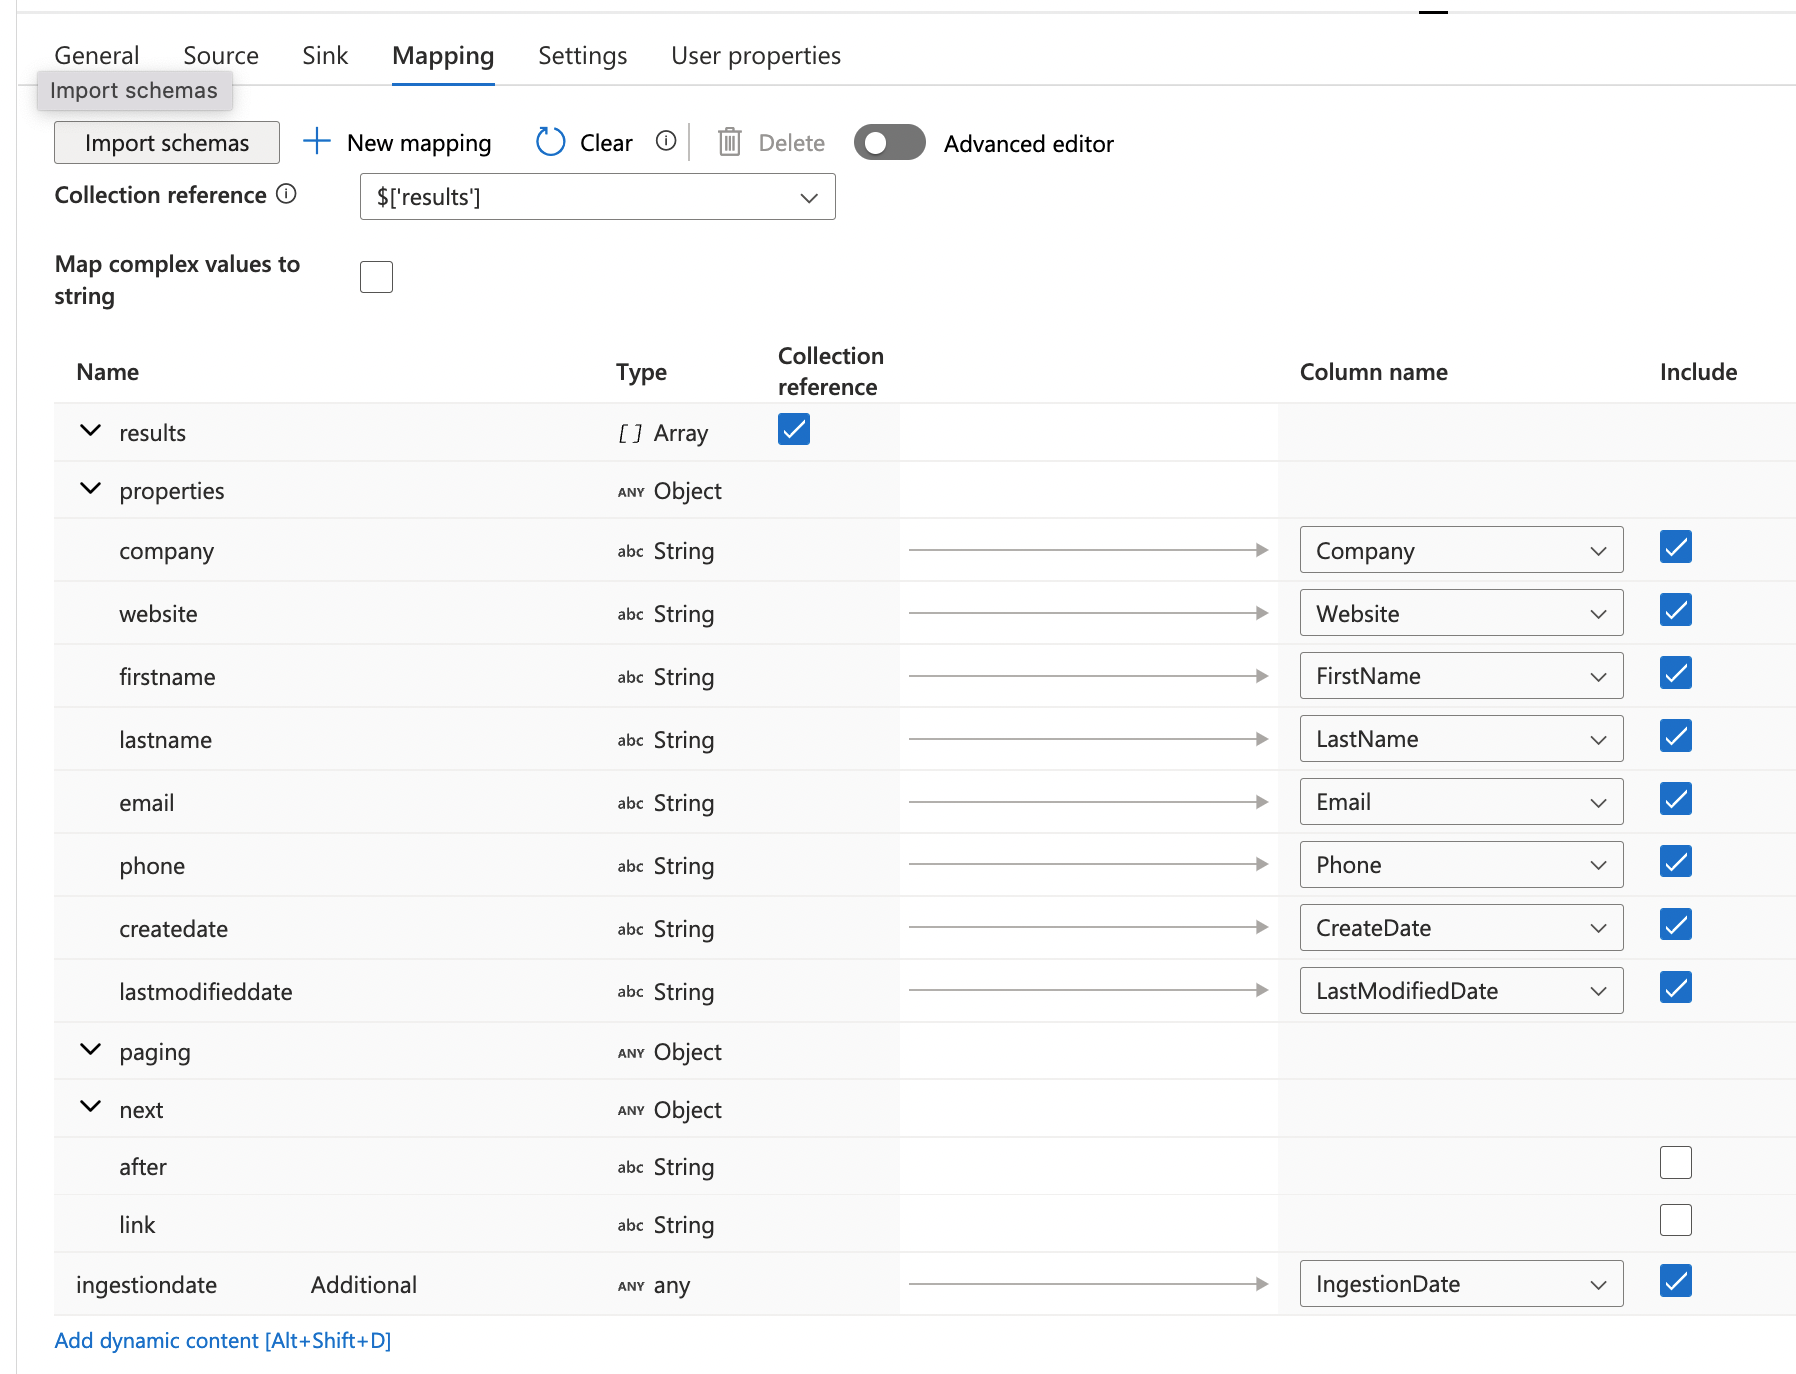 General Source Sink Mapping Settings User properties
Import schemas
Import schemas New mapping Clear Delete Advanced editor
Collection reference $['results']
Map complex values to
string
Name Type Collection reference Column name Include
results [ ] Array
properties ANY Object
company abc String Company
website abc String Website
firstname abc String FirstName
lastname abc String LastName
email abc String Email
phone abc String Phone
createdate abc String CreateDate
lastmodifieddate abc String LastModifiedDate
paging ANY Object
next ANY Object
after abc String
link abc String
ingestiondate Additional ANY any IngestionDate
Add dynamic content [Alt+Shift+D]